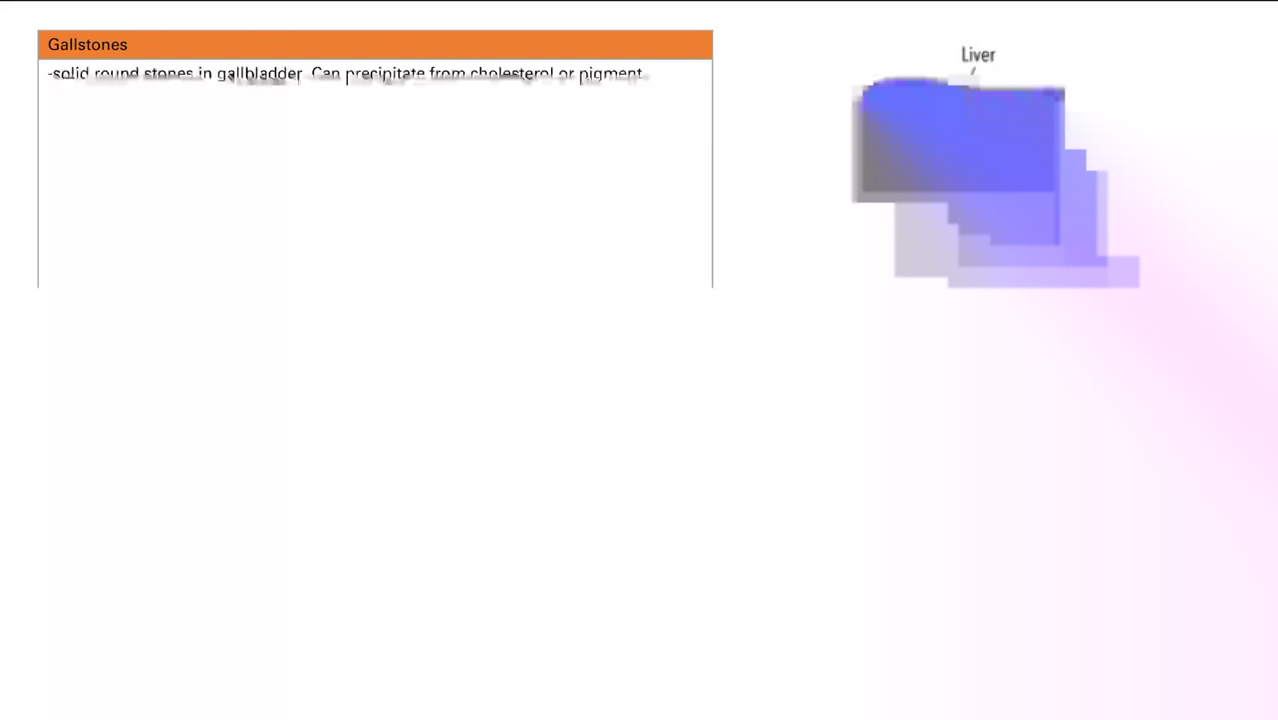 Gallstones
-solid round stones in gallbladder. Can precipitate from cholesterol or pigment.
Liver